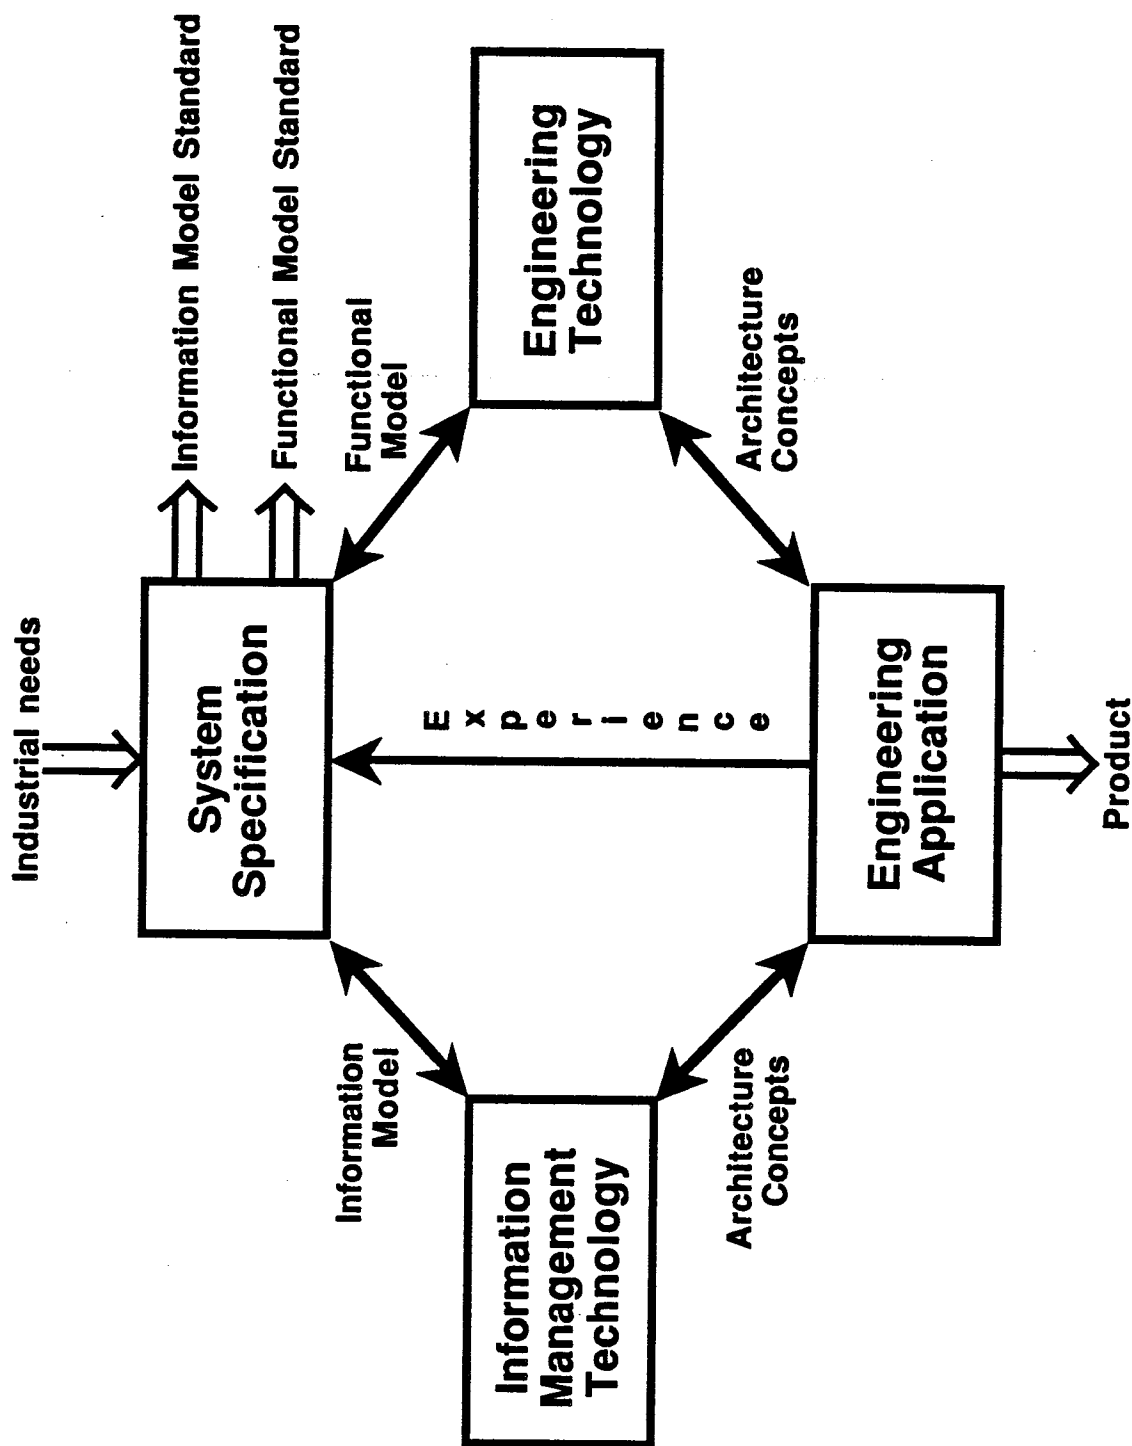 Industrial needs
System
Specification
Information Model Standard
Functional Model Standard
Information
Model
Functional
Model
Information
Management
Technology
Experience
Engineering
Technology
Architecture
Concepts
Architecture
Concepts
Engineering
Application
Product